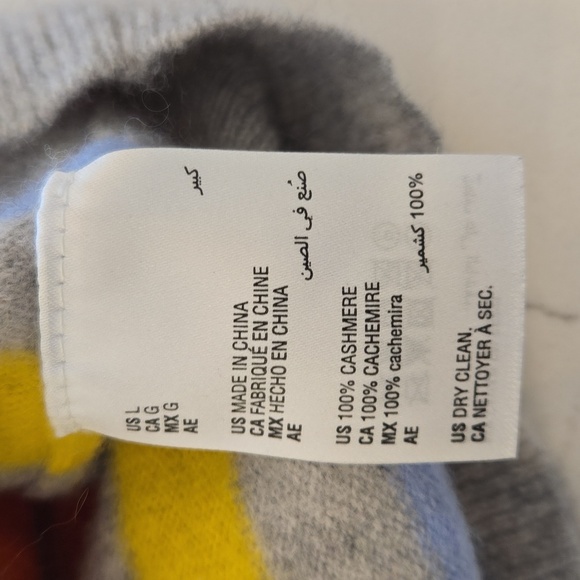 US L
CA G
MX G
AE كبير
US MADE IN CHINA
CA FABRIQUÉ EN CHINE
MX HECHO EN CHINA
AE صُنع في الصين
US 100% CASHMERE
CA 100% CACHEMIRE
MX 100% cachemira
AE 100% كشمير
US DRY CLEAN.
CA NETTOYER À SEC.